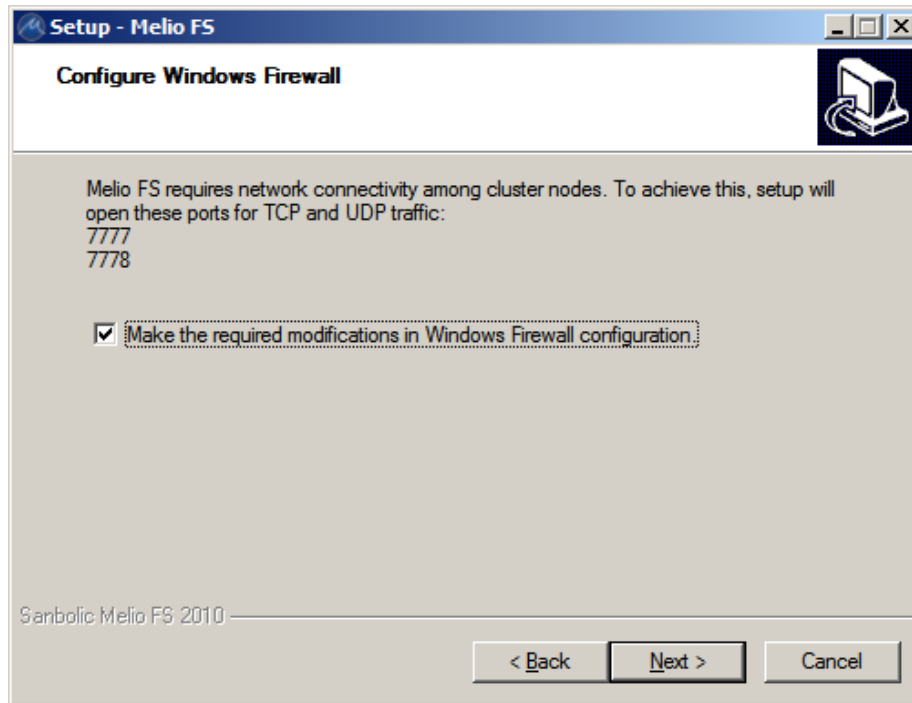 Setup - Melio FS
Configure Windows Firewall
Melio FS requires network connectivity among cluster nodes. To achieve this, setup will
open these ports for TCP and UDP traffic:
7777
7778
Make the required modifications in Windows Firewall configuration.
Sanbolic Melio FS 2010
< Back
Next >
Cancel